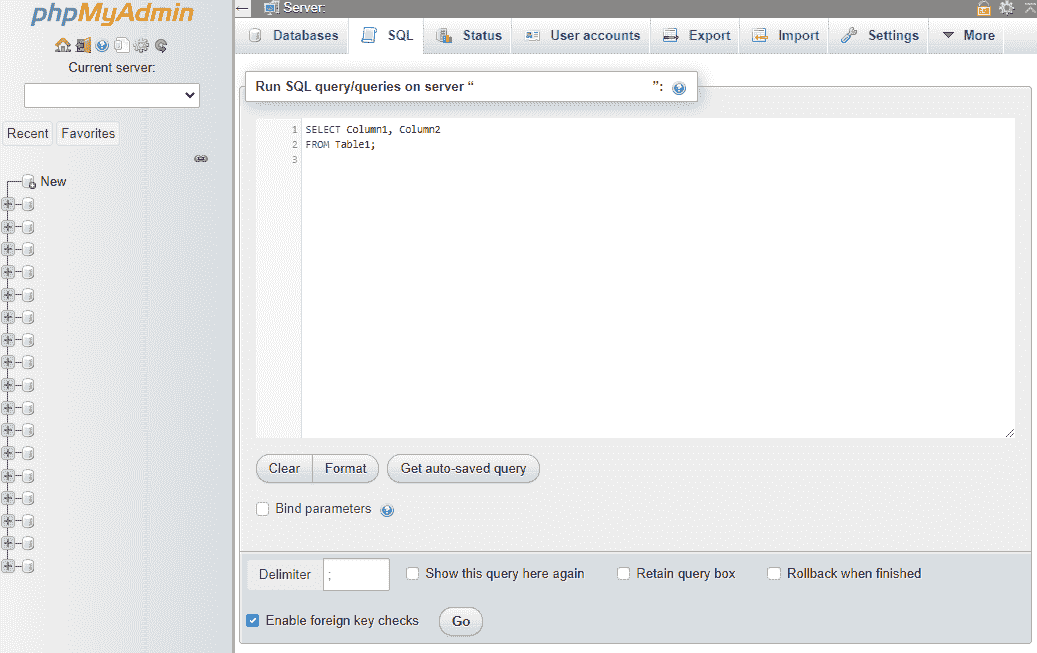 phpMyAdmin
Current server:
Recent Favorites
New
Server:
Databases SQL Status User accounts Export Import Settings More
Run SQL query/queries on server “ ”:
1 SELECT Column1, Column2
2 FROM Table1;
3
Clear Format Get auto-saved query
Bind parameters
Delimiter ; Show this query here again Retain query box Rollback when finished
Enable foreign key checks Go